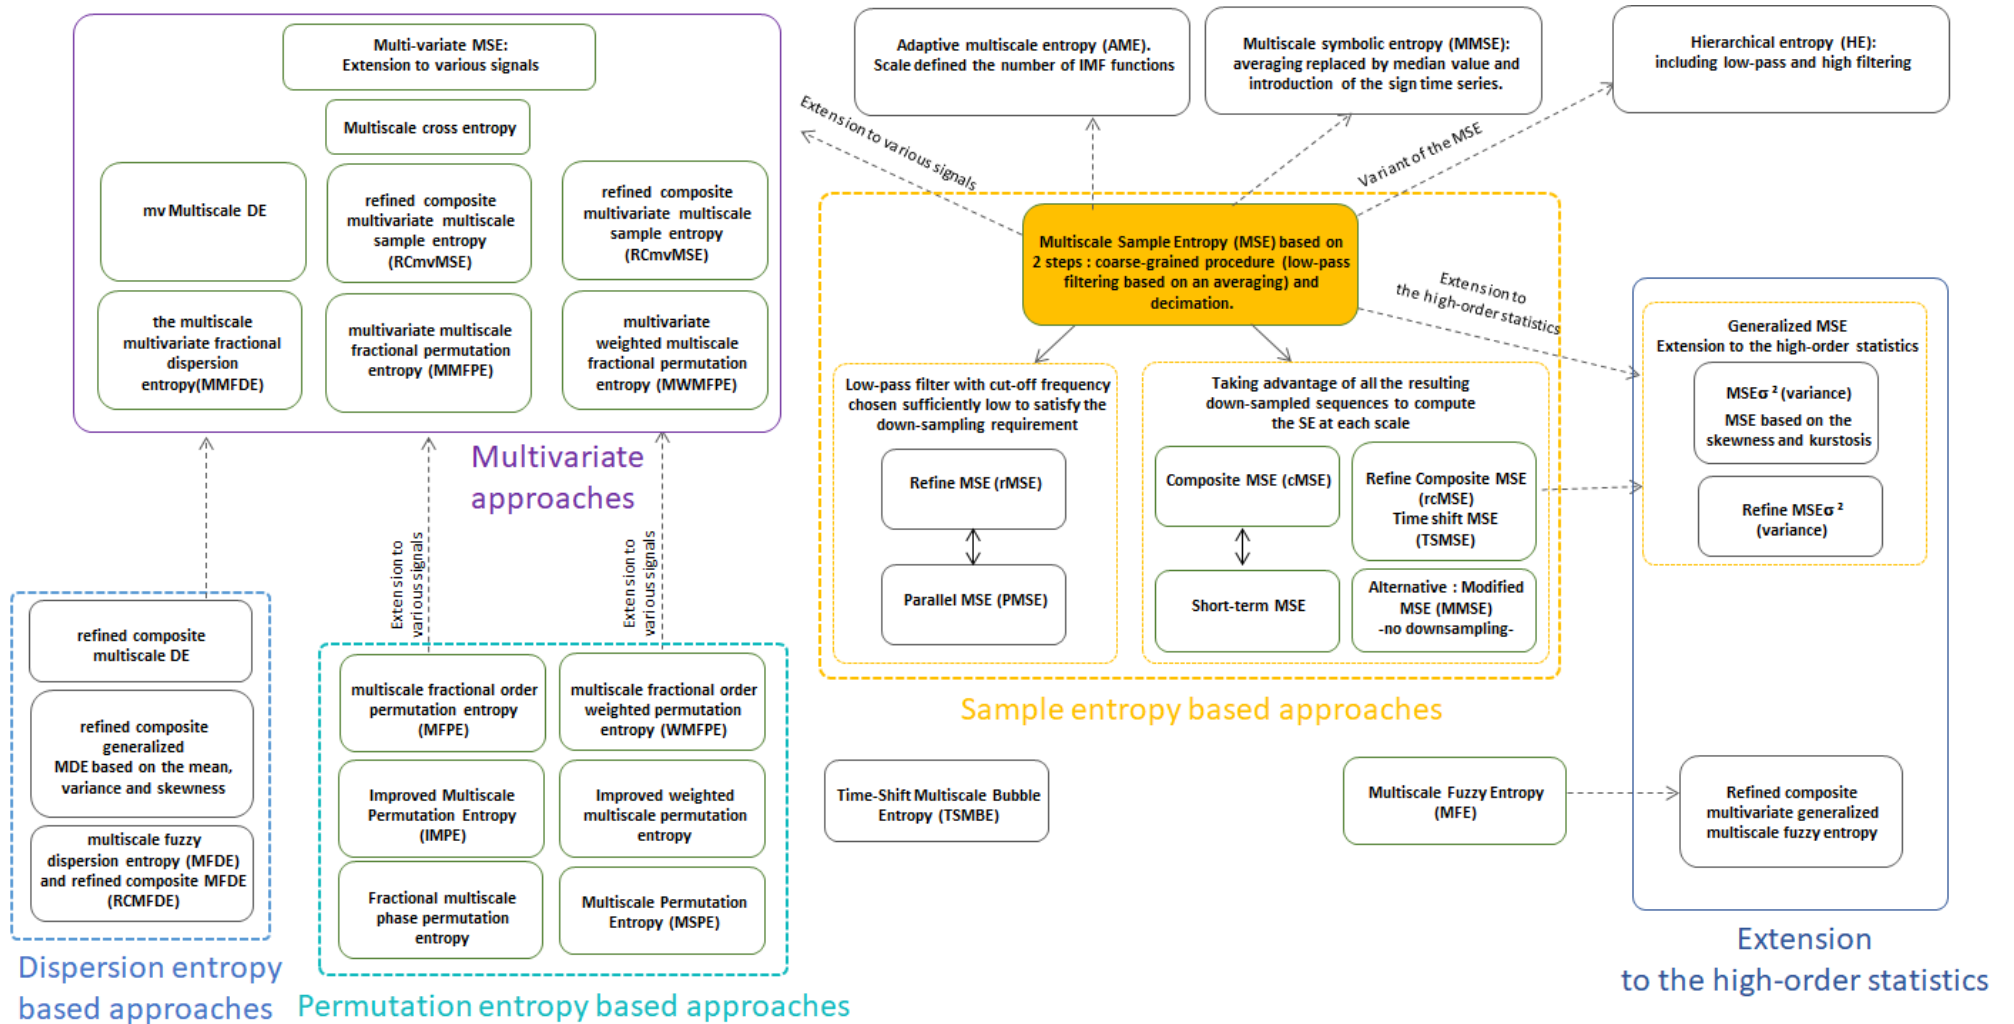 Multi-variate MSE:
Extension to various signals
Multiscale cross entropy
mv Multiscale DE
refined composite
multivariate multiscale
sample entropy
(RCmvMSE)
refined composite
multivariate multiscale
sample entropy
(RCmvMSE)
the multiscale
multivariate fractional
dispersion
entropy(MMFDE)
multivariate multiscale
fractional permutation
entropy (MMFPE)
multivariate
weighted multiscale
fractional permutation
entropy (MWMFPE)
Multivariate
approaches
Adaptive multiscale entropy (AME).
Scale defined the number of IMF functions
Multiscale symbolic entropy (MMSE):
averaging replaced by median value and
introduction of the sign time series.
Hierarchical entropy (HE):
including low-pass and high filtering
Extension to various signals
Variant of the MSE
Multiscale Sample Entropy (MSE) based on
2 steps : coarse-grained procedure (low-pass
filtering based on an averaging) and
decimation.
Extension to
the high-order statistics
Low-pass filter with cut-off frequency
chosen sufficiently low to satisfy the
down-sampling requirement
Refine MSE (rMSE)
Parallel MSE (PMSE)
Taking advantage of all the resulting
down-sampled sequences to compute
the SE at each scale
Composite MSE (cMSE)
Short-term MSE
Refine Composite MSE
(rcMSE)
Time shift MSE
(TSMSE)
Alternative : Modified
MSE (MMSE)
-no downsampling-
Sample entropy based approaches
Generalized MSE
Extension to the high-order statistics
MSEσ ² (variance)
MSE based on the
skewness and kurstosis
Refine MSEσ ²
(variance)
Extension to
various signals
Extension to
various signals
refined composite
multiscale DE
refined composite
generalized
MDE based on the mean,
variance and skewness
multiscale fuzzy
dispersion entropy (MFDE)
and refined composite MFDE
(RCMFDE)
Dispersion entropy
based approaches
multiscale fractional order
permutation entropy
(MFPE)
multiscale fractional order
weighted permutation
entropy (WMFPE)
Improved Multiscale
Permutation Entropy
(IMPE)
Improved weighted
multiscale permutation
entropy
Fractional multiscale
phase permutation
entropy
Multiscale Permutation
Entropy (MSPE)
Permutation entropy based approaches
Time-Shift Multiscale Bubble
Entropy (TSMBE)
Multiscale Fuzzy Entropy
(MFE)
Refined composite
multivariate generalized
multiscale fuzzy entropy
Extension
to the high-order statistics